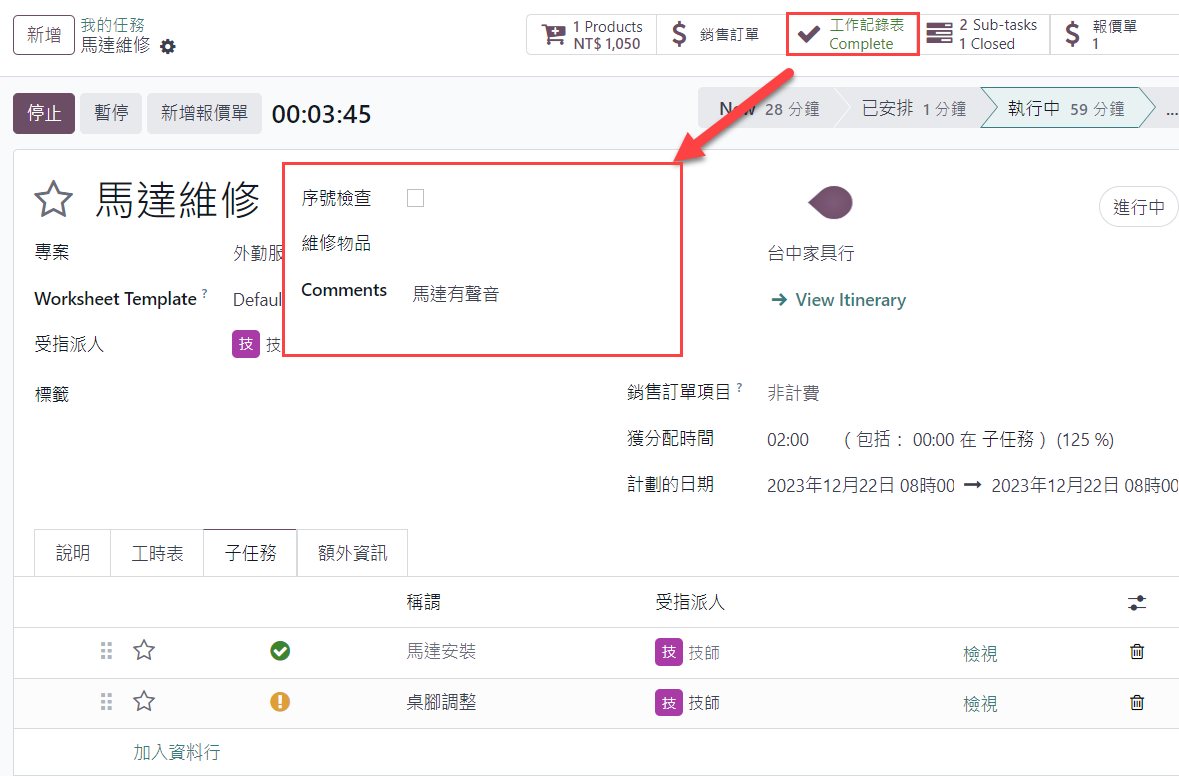 新增
我的任務
馬達維修
1 Products
NT$ 1,050
銷售訂單
工作記錄表
Complete
2 Sub-tasks
1 Closed
報價單
1
停止
暫停
新增報價單
00:03:45
New 28 分鐘
已安排 1 分鐘
執行中 59 分鐘
...
馬達維修
進行中
序號檢查
維修物品
Comments 馬達有聲音
專案 外勤服
台中家具行
Worksheet Template ? Defaul
View Itinerary
受指派人 技 技
標籤
銷售訂單項目 ? 非計費
獲分配時間 02:00 ( 包括： 00:00 在 子任務 ) (125 %)
計劃的日期 2023年12月22日 08時00 → 2023年12月22日 08時00
說明 工時表 子任務 額外資訊
稱謂 受指派人
馬達安裝 技 技師 檢視
桌腳調整 技 技師 檢視
加入資料行